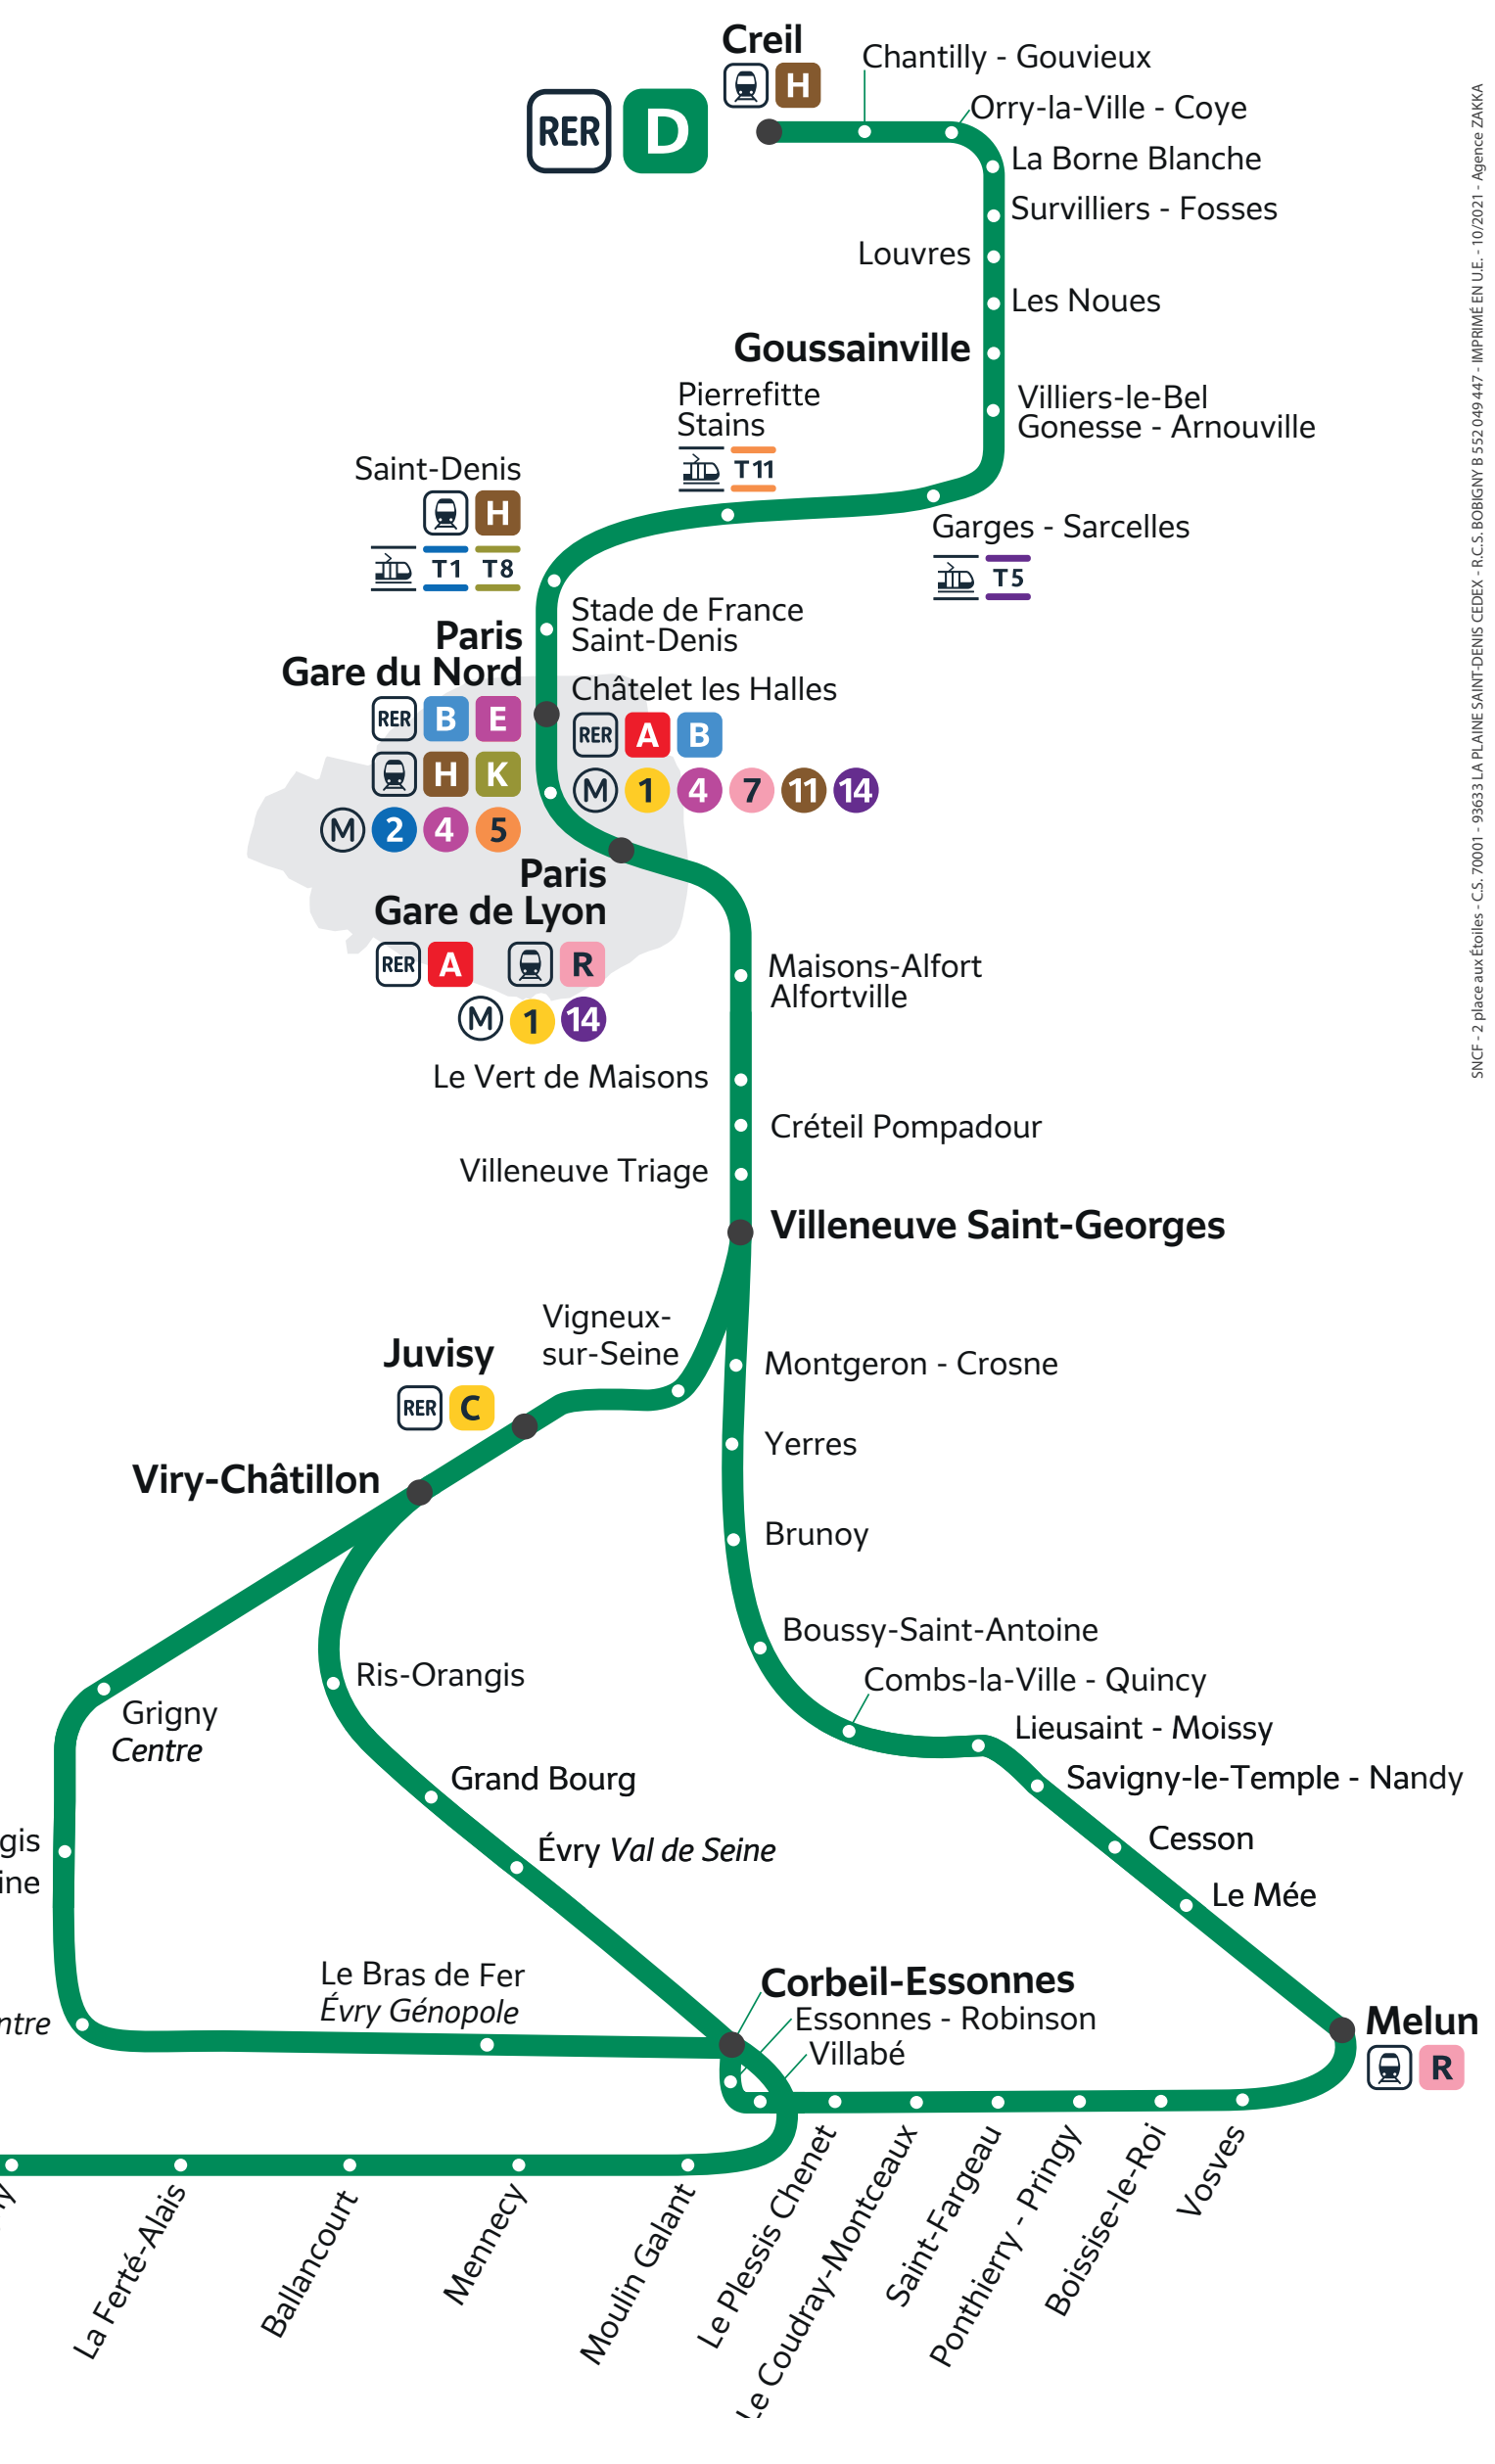 Creil
H
Chantilly - Gouvieux
RER D
Orry-la-Ville - Coye
La Borne Blanche
Survilliers - Fosses
Louvres
Les Noues
Goussainville
Villiers-le-Bel
Gonesse - Arnouville
Pierrefitte
Stains
T11
Garges - Sarcelles
T5
Saint-Denis
H
T1 T8
Stade de France
Saint-Denis
Paris
Gare du Nord
RER B E
H K
M 2 4 5
Châtelet les Halles
RER A B
M 1 4 7 11 14
Paris
Gare de Lyon
RER A R
M 1 14
Maisons-Alfort
Alfortville
Le Vert de Maisons
Créteil Pompadour
Villeneuve Triage
Villeneuve Saint-Georges
Vigneux-
sur-Seine
Juvisy
RER C
Viry-Châtillon
Montgeron - Crosne
Yerres
Brunoy
Boussy-Saint-Antoine
Combs-la-Ville - Quincy
Lieusaint - Moissy
Savigny-le-Temple - Nandy
Cesson
Le Mée
Melun
R
Grigny
Centre
gis
ine
ntre
Ris-Orangis
Grand Bourg
Évry Val de Seine
Le Bras de Fer
Évry Génopole
Corbeil-Essonnes
Essonnes - Robinson
Villabé
Le Plessis Chenet
Le Coudray-Montceaux
Saint-Fargeau
Ponthierry - Pringy
Boissise-le-Roi
Vosves
La Ferté-Alais
Ballancourt
Mennecy
Moulin Galant
SNCF - 2 place aux Étoiles - C.S. 70001 - 93633 LA PLAINE SAINT-DENIS CEDEX - R.C.S. BOBIGNY B 552 049 447 - IMPRIMÉ EN U.E. - 10/2021 - Agence ZAKKA